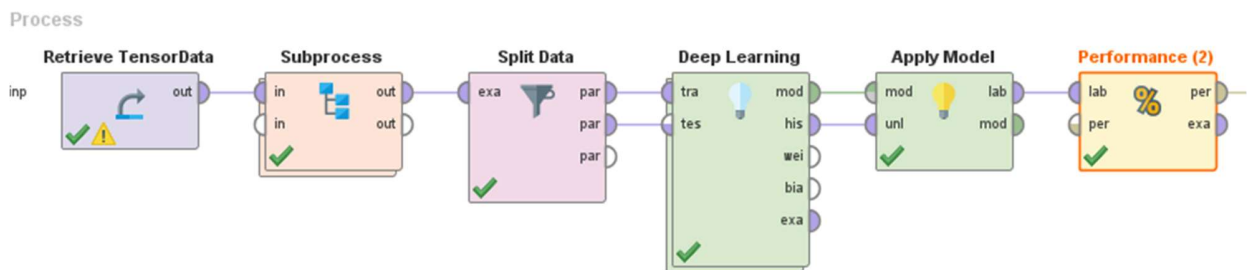 Process
Retrieve TensorData Subprocess Split Data Deep Learning Apply Model Performance (2)
inp out in out exa par tra mod mod lab lab per
in out par tes his unl mod per exa
par wei
bia
exa
%